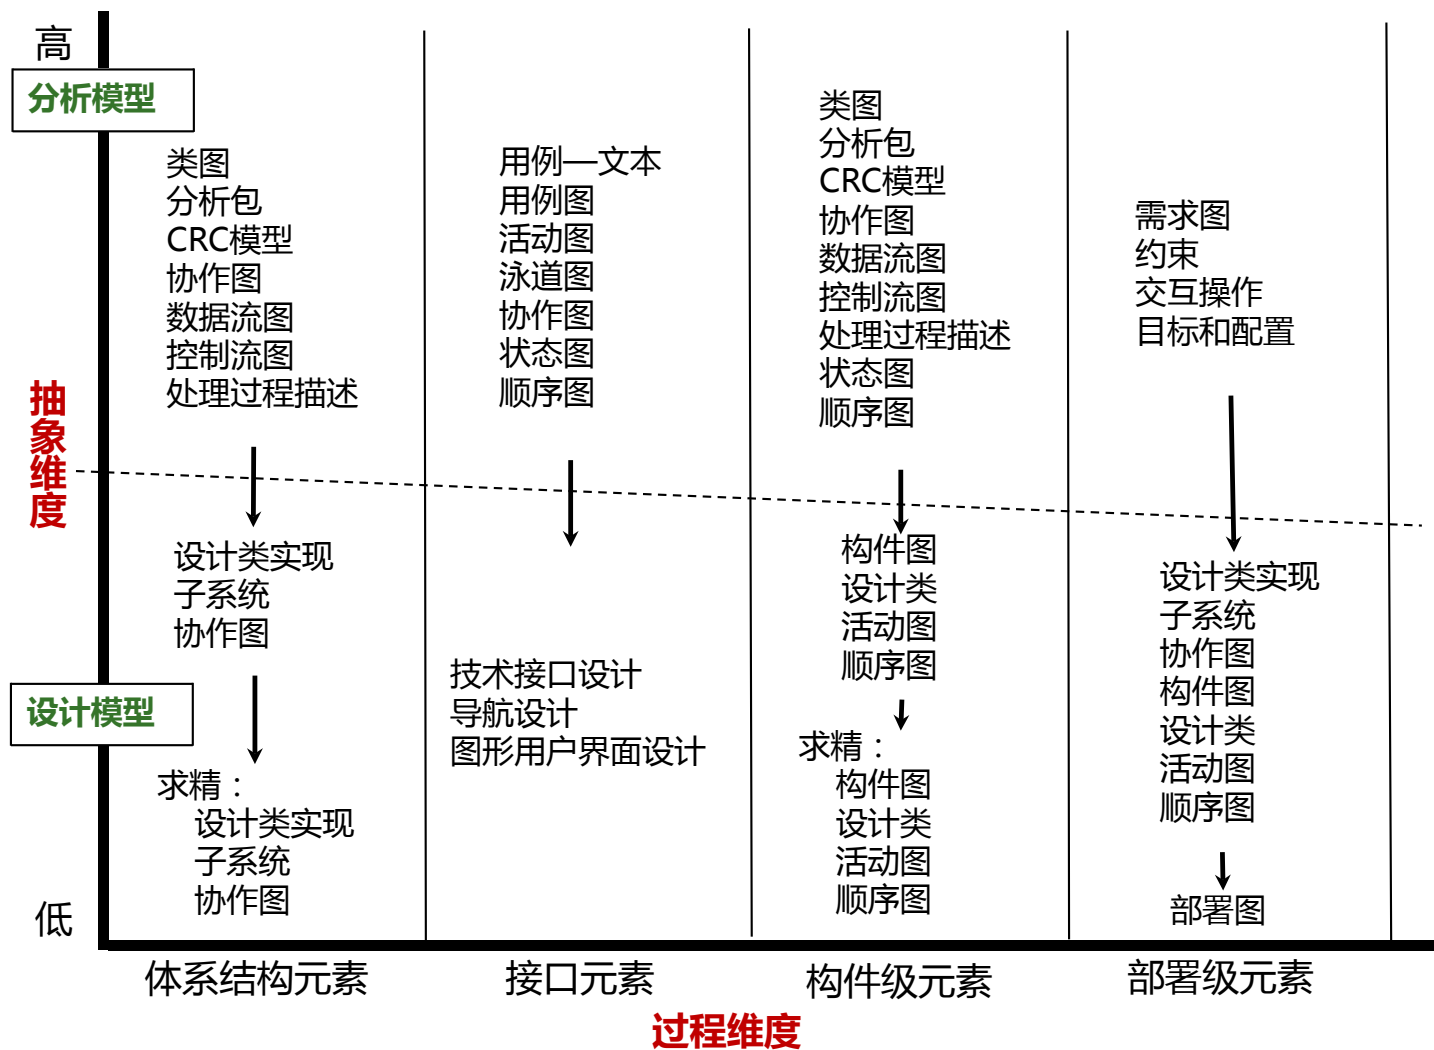 高
分析模型
类图
分析包
CRC模型
协作图
数据流图
控制流图
处理过程描述
用例—文本
用例图
活动图
泳道图
协作图
状态图
顺序图
类图
分析包
CRC模型
协作图
数据流图
控制流图
处理过程描述
状态图
顺序图
需求图
约束
交互操作
目标和配置
抽象维度
设计类实现
子系统
协作图
设计模型
求精：
设计类实现
子系统
协作图
技术接口设计
导航设计
图形用户界面设计
构件图
设计类
活动图
顺序图
求精：
构件图
设计类
活动图
顺序图
设计类实现
子系统
协作图
构件图
设计类
活动图
顺序图
部署图
低
体系结构元素
接口元素
构件级元素
部署级元素
过程维度